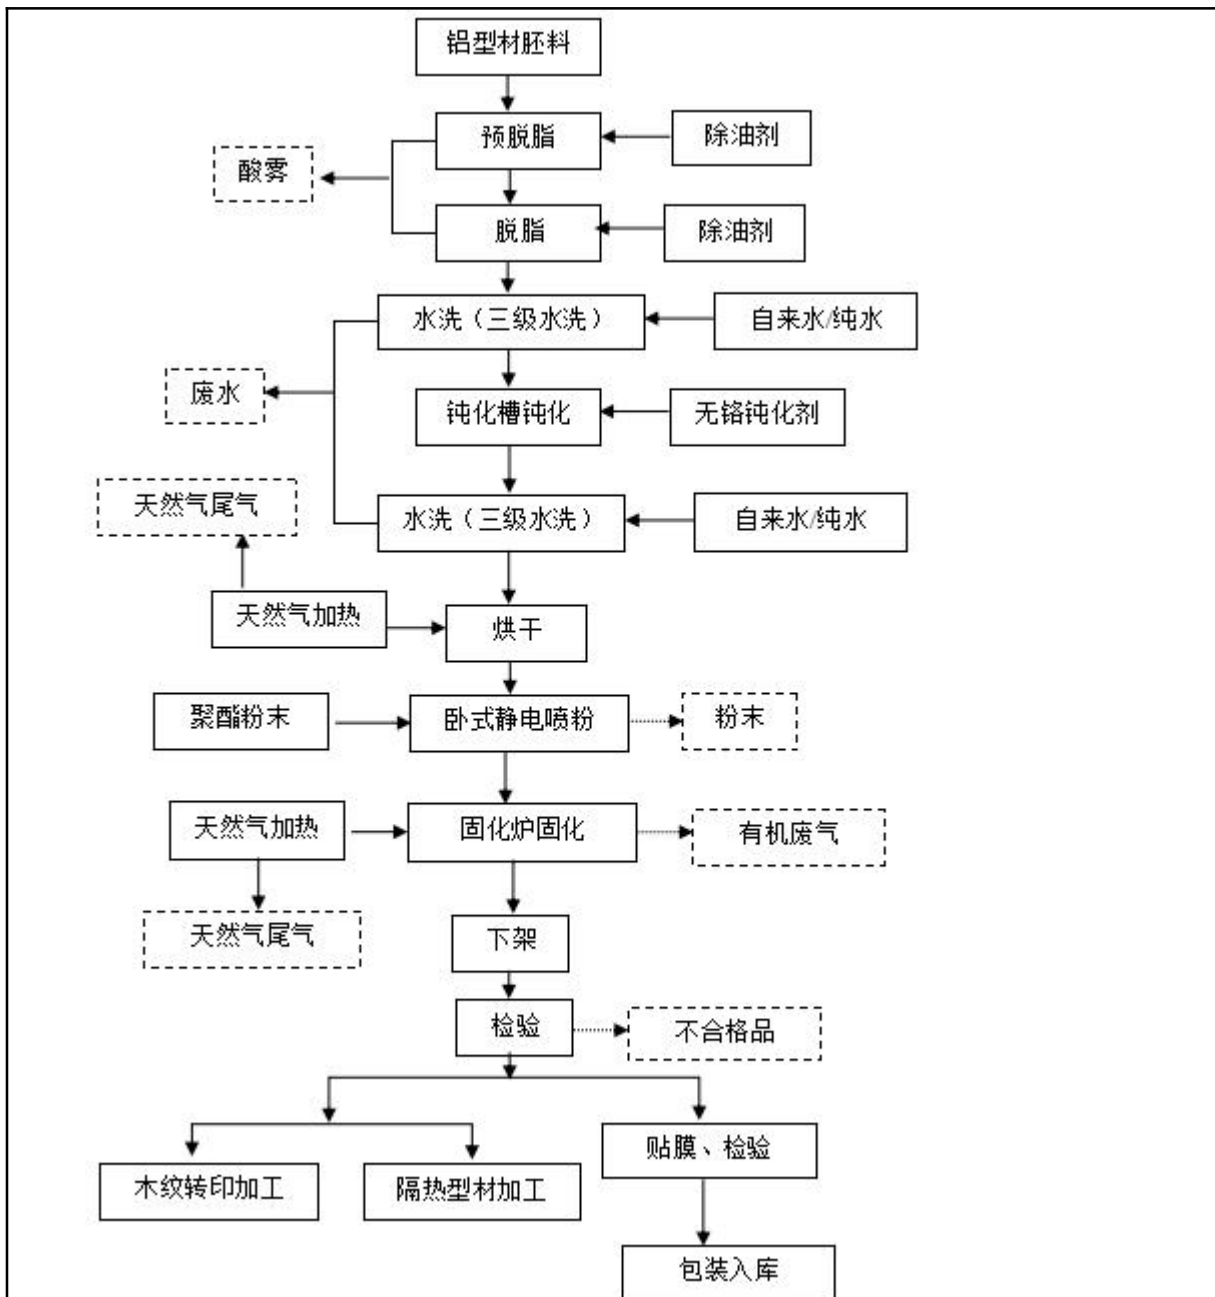 铝型材胚料
预脱脂
除油剂
酸雾
脱脂
除油剂
水洗（三级水洗）
自来水/纯水
废水
钝化槽钝化
无铬钝化剂
天然气尾气
水洗（三级水洗）
自来水/纯水
天然气加热
烘干
聚酯粉末
卧式静电喷粉
粉末
天然气加热
固化炉固化
有机废气
天然气尾气
下架
检验
不合格品
贴膜、检验
木纹转印加工
隔热型材加工
包装入库